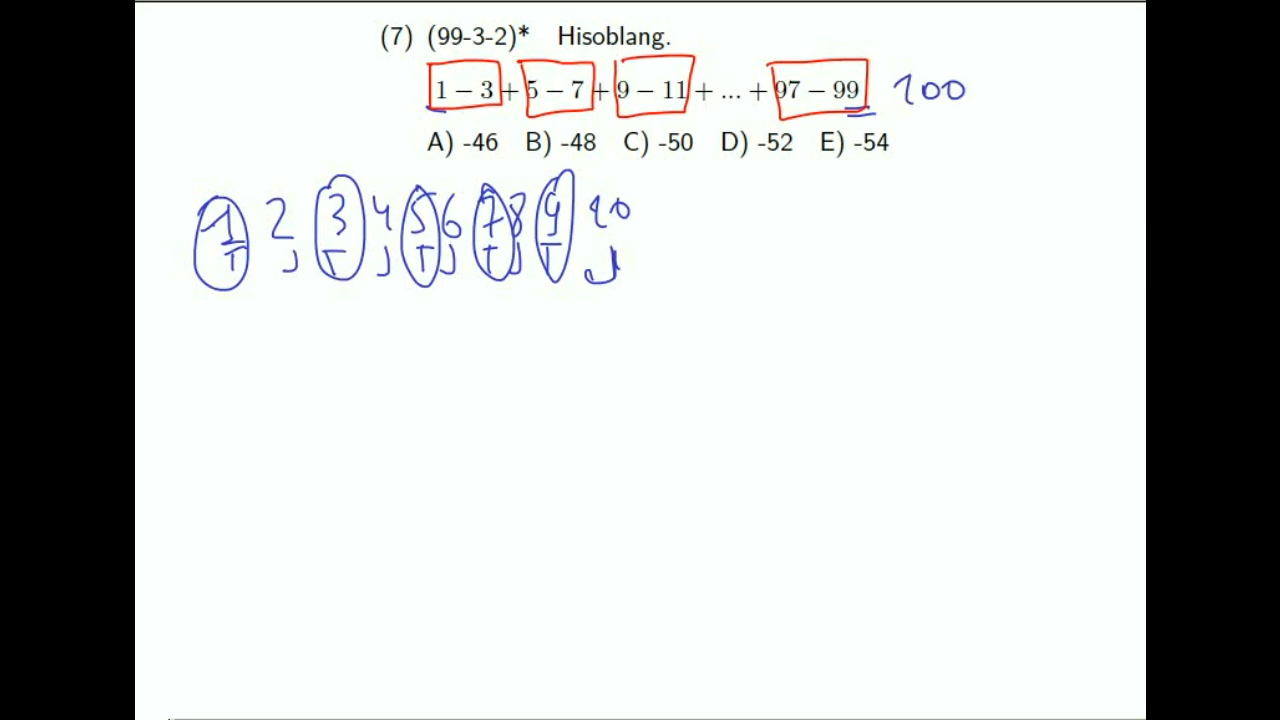 (7) (99-3-2)* Hisoblang.
1 − 3 + 5 − 7 + 9 − 11 + ... + 97 − 99 100
A) -46 B) -48 C) -50 D) -52 E) -54
1 2 3 4 5 6 7 8 9 10
T J T J T J T J T J